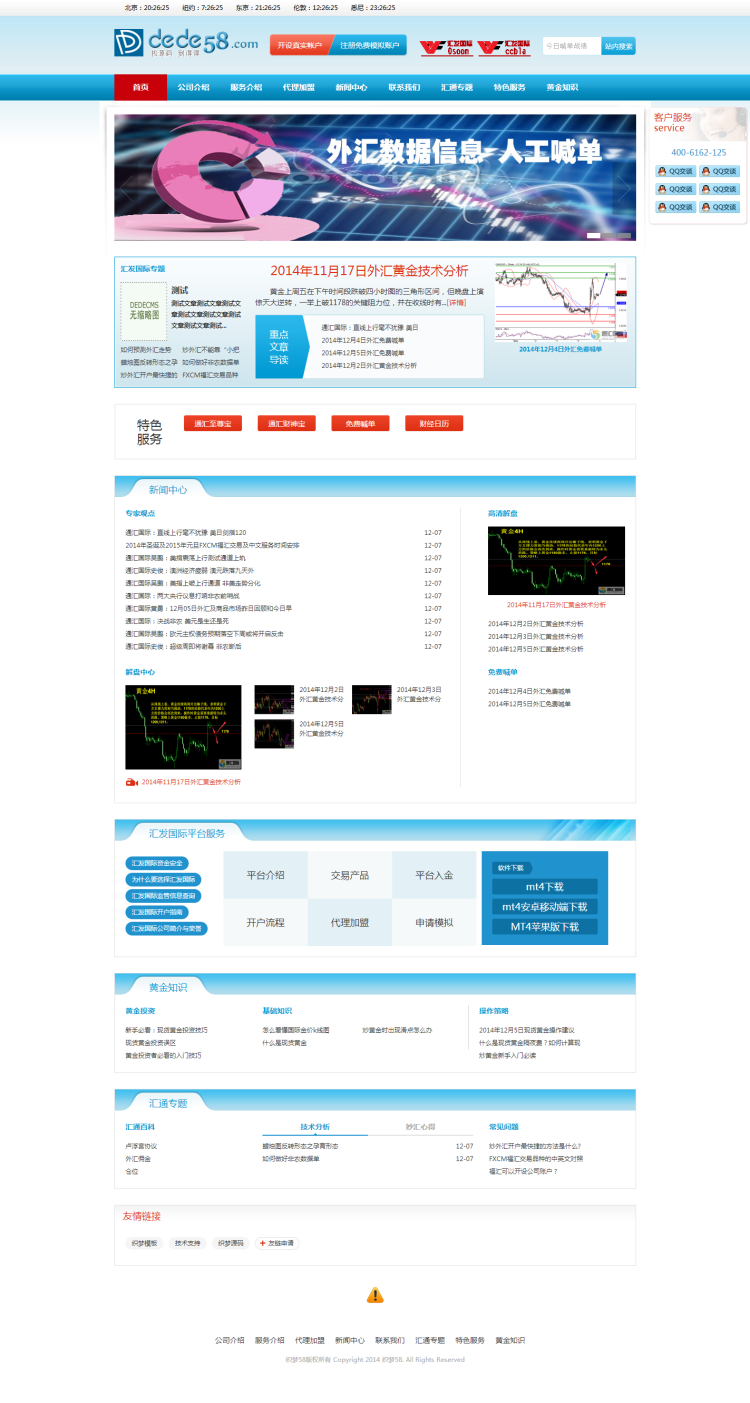 北京：20:26:25 纽约：7:26:25 东京：21:26:25 伦敦：12:26:25 悉尼：23:26:25
dede58.com
找源码 到谭谭
开设真实账户 注册免费模拟账户
汇发国际 Osoom 汇发国际 ccbla
今日喊单战绩 站内搜索
首页 公司介绍 服务介绍 代理加盟 新闻中心 联系我们 汇通专题 特色服务 黄金知识
客户服务
service
400-6162-125
QQ交谈 QQ交谈
QQ交谈 QQ交谈
QQ交谈 QQ交谈
外汇数据信息 人工喊单
汇发国际专题
DEDECMS
无缩略图
测试
测试文章测试文章测试文
章测试文章测试文章测试
文章测试文章测试...
如何预测外汇走势 炒外汇不能靠“小把
蜡烛图反转形态之孕 如何做好非农数据单
炒外汇开户最快捷的 FXCM福汇交易品种
2014年11月17日外汇黄金技术分析
黄金上周五在下午时间段跌破四小时图的三角形区间，但晚盘上演
惊天大逆转，一举上破1178的关键阻力位，并在收线时有...[详情]
重点
文章
导读
通汇国际：直线上行毫不犹豫 美日
2014年12月4日外汇免费喊单
2014年12月5日外汇免费喊单
2014年12月2日外汇黄金技术分析
2014年12月4日外汇免费喊单
特色
服务
通汇至尊宝 通汇财神宝 免费喊单 财经日历
新闻中心
专家观点
通汇国际：直线上行毫不犹豫 美日剑指120 12-07
2014年圣诞及2015年元旦FXCM福汇交易及中文服务时间安排 12-07
通汇国际吴鹏：美指震荡上行测试通道上轨 12-07
通汇国际史俊：澳洲经济疲弱 澳元跌落九天外 12-07
通汇国际吴鹏：美指上破上行通道 非美走势分化 12-07
通汇国际：两大央行议息打响非农前哨战 12-07
通汇国际黄晨：12月05日外汇及商品市场昨日回顾和今日早 12-07
通汇国际：决战非农 美元是生还是死 12-07
通汇国际吴鹏：欧元主权债务预期落空下周或将开启反击 12-07
通汇国际史俊：超级周即将谢幕 非农断后 12-07
高清解盘
黄金4H
2014年11月17日外汇黄金技术分析
2014年12月2日外汇黄金技术分析
2014年12月3日外汇黄金技术分析
2014年12月5日外汇黄金技术分析
解盘中心
黄金4H
1178
2014年11月17日外汇黄金技术分析
2014年12月2日
外汇黄金技术分
2014年12月3日
外汇黄金技术分
2014年12月5日
外汇黄金技术分
免费喊单
2014年12月4日外汇免费喊单
2014年12月5日外汇免费喊单
汇发国际平台服务
汇发国际资金安全
为什么要选择汇发国际
汇发国际监管信息查询
汇发国际开户指南
汇发国际公司简介与荣誉
平台介绍 交易产品 平台入金
开户流程 代理加盟 申请模拟
软件下载
mt4下载
mt4安卓移动端下载
MT4苹果版下载
黄金知识
黄金投资
新手必看：现货黄金投资技巧
现货黄金投资误区
黄金投资者必看的入门技巧
基础知识
怎么看懂国际金价k线图 炒黄金时出现滑点怎么办
什么是现货黄金
操作策略
2014年12月5日现货黄金操作建议
什么是现货黄金隔夜费？如何计算现
炒黄金新手入门必读
汇通专题
汇通百科
卢浮宫协议
外汇佣金
仓位
技术分析 炒汇心得
蜡烛图反转形态之孕育形态 12-07
如何做好非农数据单 12-07
常见问题
炒外汇开户最快捷的方法是什么?
FXCM福汇交易品种的中英文对照
福汇可以开设公司账户？
友情链接
织梦模板 技术支持 织梦源码 友链申请
公司介绍 服务介绍 代理加盟 新闻中心 联系我们 汇通专题 特色服务 黄金知识
织梦58版权所有 Copyright 2014 织梦58. All Rights Reserved